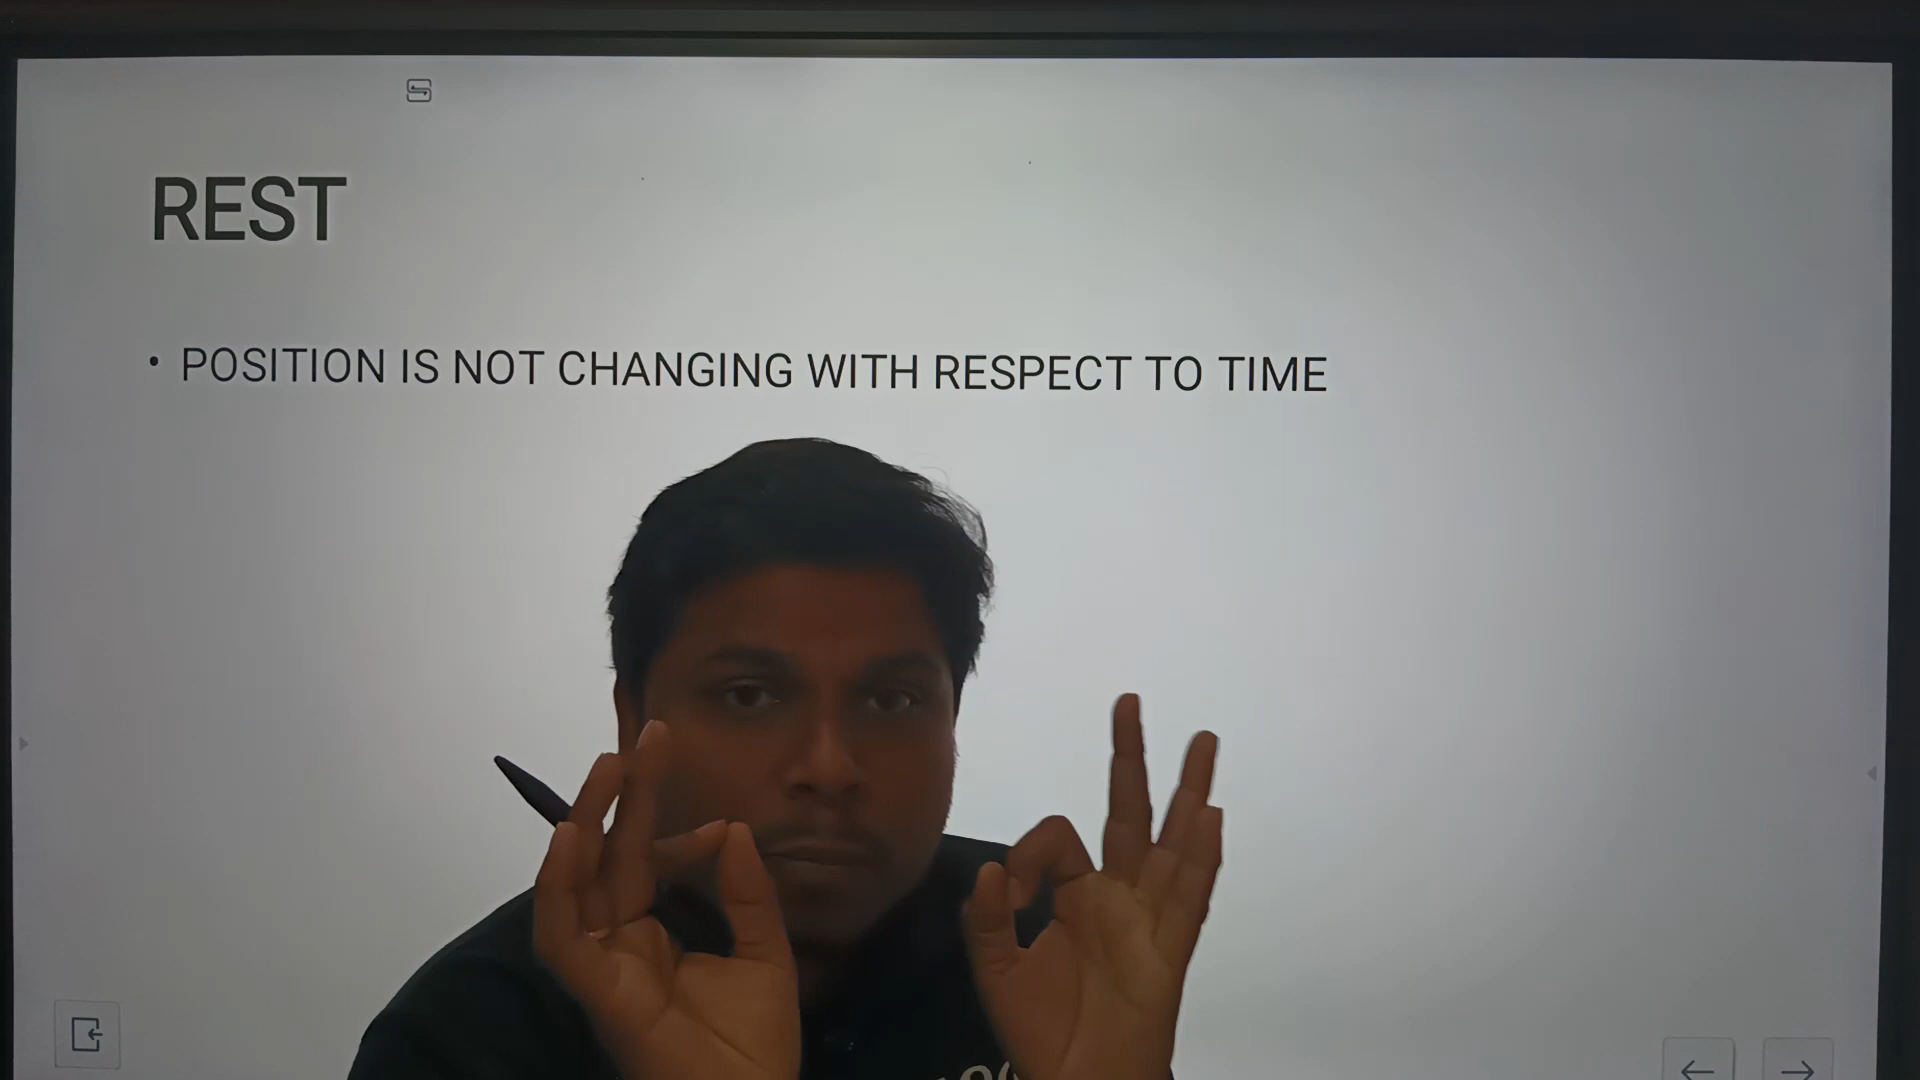 REST
• POSITION IS NOT CHANGING WITH RESPECT TO TIME